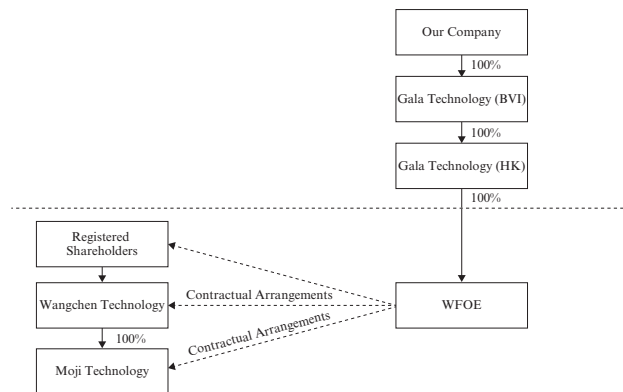 Our Company
100%
Gala Technology (BVI)
100%
Gala Technology (HK)
100%
Registered
Shareholders
Wangchen Technology
Contractual Arrangements
WFOE
100%
Contractual Arrangements
Moji Technology